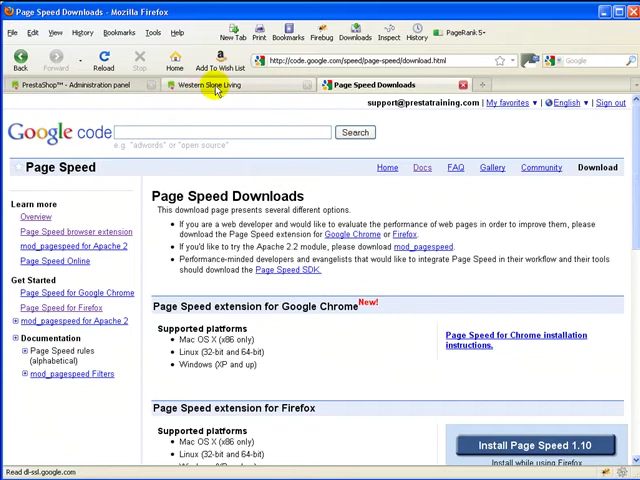 Page Speed Downloads - Mozilla Firefox
File Edit View History Bookmarks Tools Help
New Tab Print Bookmarks Firebug Downloads Inspect History PageRank 5
Back Forward Reload Stop Home Add To Wish List
http://code.google.com/speed/page-speed/download.html
Google
PrestaShop™ - Administration panel
Western Slope Living
Page Speed Downloads
support@prestatraining.com | My favorites ▼ | English ▼ | Sign out
Google code
Search
e.g. "adwords" or "open source"
Page Speed
Home Docs FAQ Gallery Community Download
Learn more
Overview
Page Speed browser extension
mod_pagespeed for Apache 2
Page Speed Online
Get Started
Page Speed for Google Chrome
Page Speed for Firefox
mod_pagespeed for Apache 2
Documentation
Page Speed rules
(alphabetical)
mod_pagespeed Filters
Page Speed Downloads
This download page presents several different options.
If you are a web developer and would like to evaluate the performance of web pages in order to improve them, please
download the Page Speed extension for Google Chrome or Firefox.
If you'd like to try the Apache 2.2 module, please download mod_pagespeed.
Performance-minded developers and evangelists that would like to integrate Page Speed in their workflow and their tools
should download the Page Speed SDK.
Page Speed extension for Google Chrome New!
Supported platforms
Mac OS X (x86 only)
Linux (32-bit and 64-bit)
Windows (XP and up)
Page Speed for Chrome installation
instructions.
Page Speed extension for Firefox
Supported platforms
Mac OS X (x86 only)
Linux (32-bit and 64-bit)
Windows (XP and up)
Install Page Speed 1.10
Install while using Firefox
Read dl-ssl.google.com